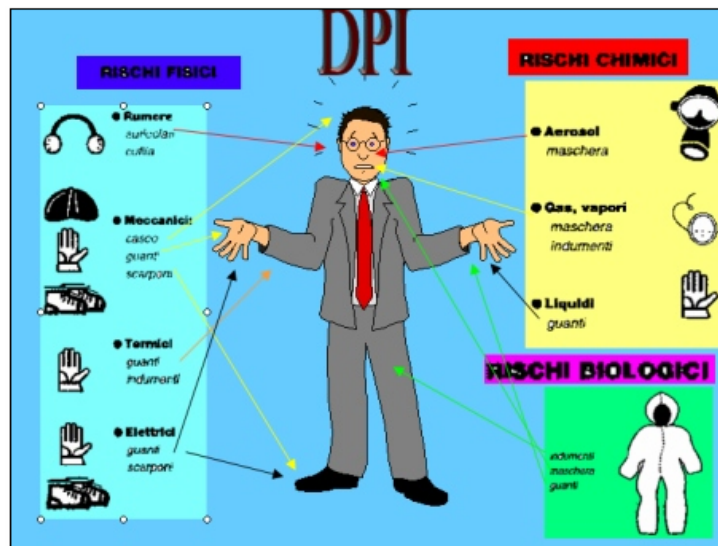 DPI
RISCHI FISICI
Rumore
auricolari
cuffia
Meccanici:
casco
guanti
scarponi
Termici
guanti
indumenti
Elettrici
guanti
scarponi
RISCHI CHIMICI
Aerosol
maschera
Gas, vapori
maschera
indumenti
Liquidi
guanti
RISCHI BIOLOGICI
indumenti
maschera
guanti